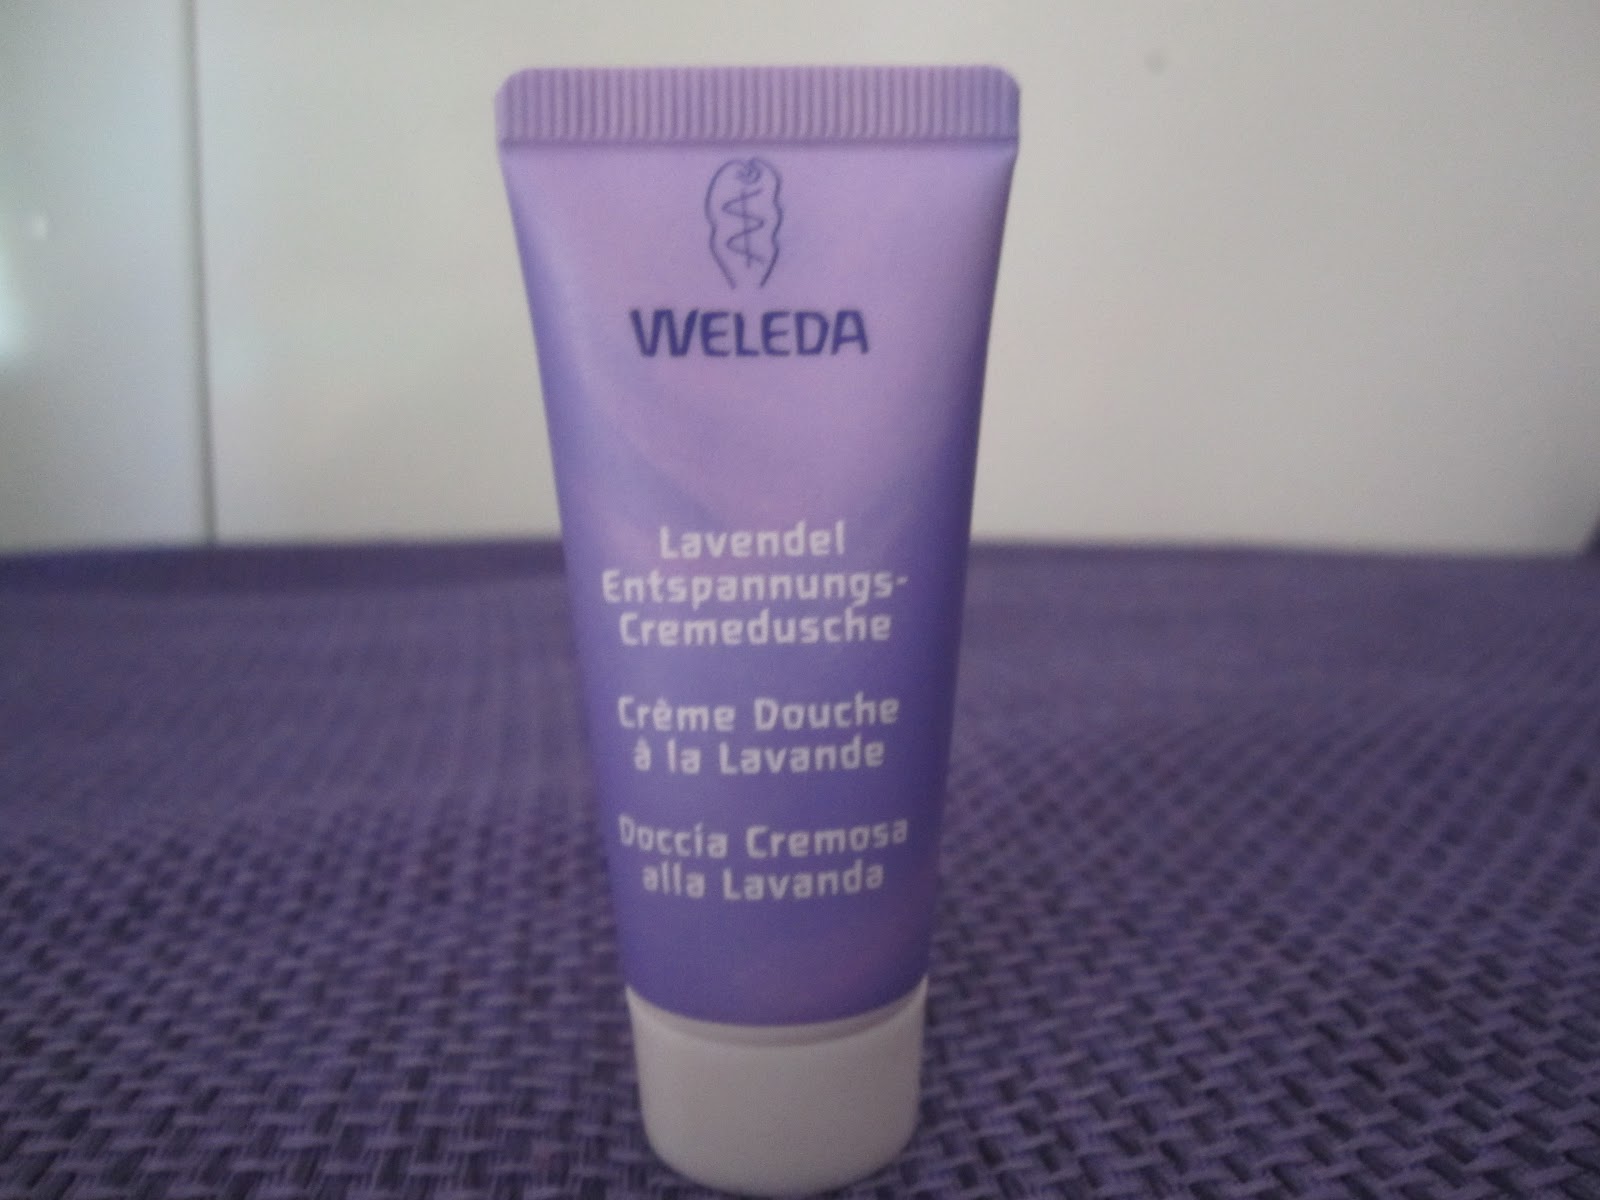 WELEDA
Lavendel
Entspannungs-
Cremedusche
Crème Douche
à la Lavande
Doccia Cremosa
alla Lavanda